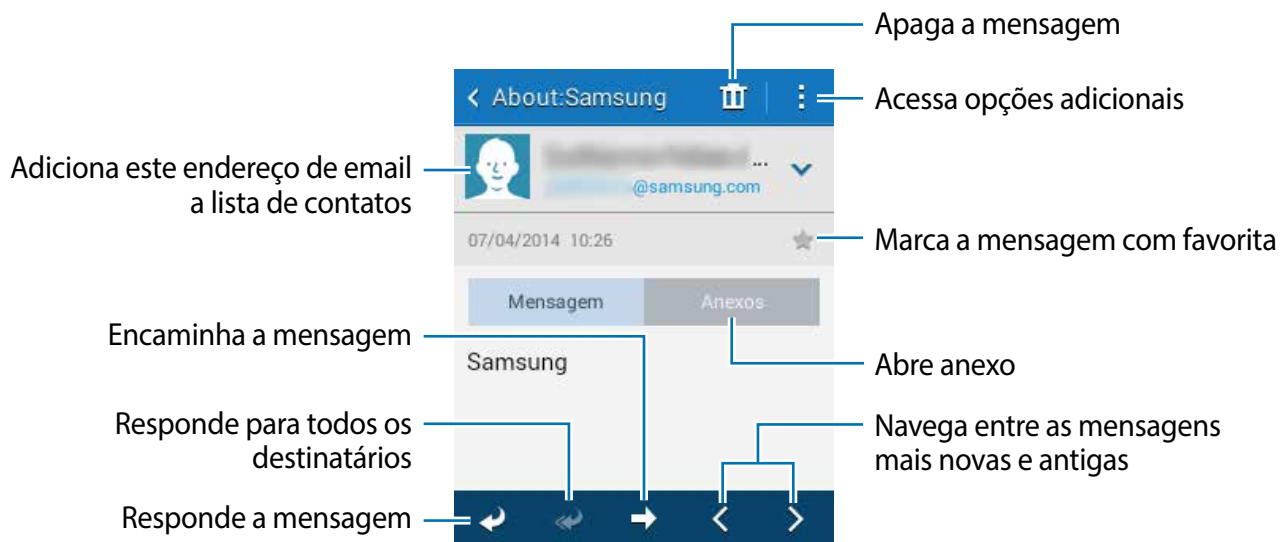 Apaga a mensagem
< About:Samsung
Acessa opções adicionais
Adiciona este endereço de email
a lista de contatos
...
@samsung.com
07/04/2014 10:26
Marca a mensagem com favorita
Mensagem
Anexos
Encaminha a mensagem
Samsung
Abre anexo
Responde para todos os
destinatários
Navega entre as mensagens
mais novas e antigas
Responde a mensagem